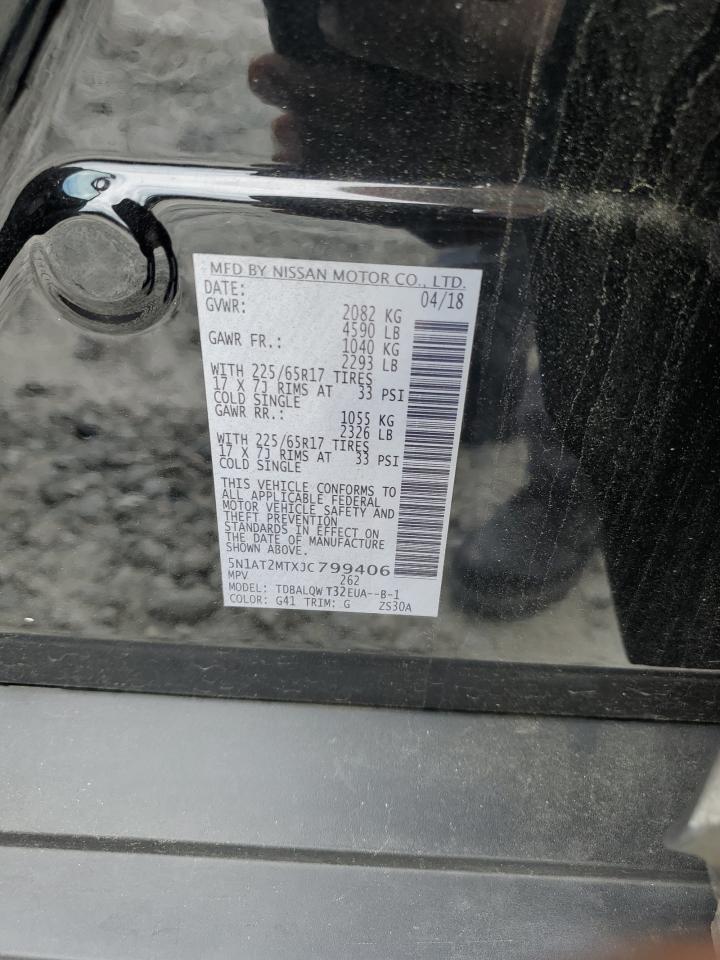 MFD BY NISSAN MOTOR CO., LTD.
DATE: 04/18
GVWR: 2082 KG
4590 LB
GAWR FR.: 1040 KG
2293 LB
WITH 225/65R17 TIRES
17 X 7J RIMS AT 33 PSI
COLD SINGLE
GAWR RR.: 1055 KG
2326 LB
WITH 225/65R17 TIRES
17 X 7J RIMS AT 33 PSI
COLD SINGLE
THIS VEHICLE CONFORMS TO
ALL APPLICABLE FEDERAL
MOTOR VEHICLE SAFETY AND
THEFT PREVENTION
STANDARDS IN EFFECT ON
THE DATE OF MANUFACTURE
SHOWN ABOVE.
5N1AT2MTXJC799406
MPV 262
MODEL: TDBALQW T32EUA--B-1
COLOR: G41 TRIM: G ZS30A